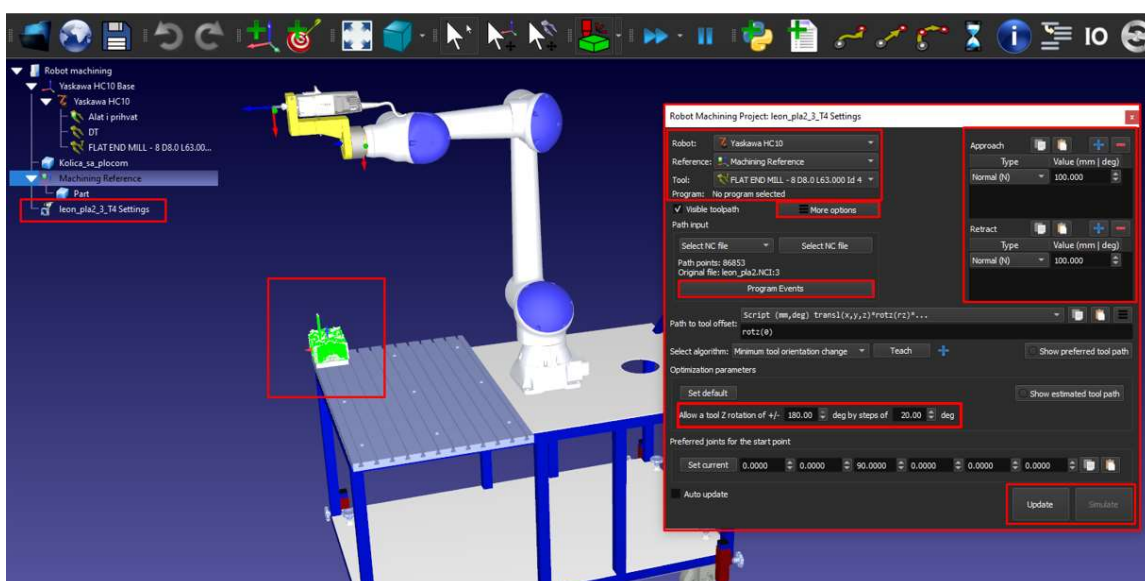 IO
Robot machining
Yaskawa HC10 Base
Yaskawa HC10
Alat i prihvat
DT
FLAT END MILL - 8 D8.0 L63.00...
Kolica_sa_plocom
Machining Reference
Part
leon_pla2_3_T4 Settings
Robot Machining Project: leon_pla2_3_T4 Settings
Robot: Yaskawa HC10
Reference: Machining Reference
Tool: FLAT END MILL - 8 D8.0 L63.000 Id 4
Program: No program selected
Visible toolpath More options
Path input
Select NC file Select NC file
Path points: 86853
Original file: leon_pla2.NCI:3
Program Events
Approach
Type Value (mm | deg)
Normal (N) 100.000
Retract
Type Value (mm | deg)
Normal (N) 100.000
Path to tool offset: Script (mm,deg) transl(x,y,z)*rotz(rz)*...
rotz(0)
Select algorithm: Minimum tool orientation change Teach Show preferred tool path
Optimization parameters
Set default Show estimated tool path
Allow a tool Z rotation of +/- 180.00 deg by steps of 20.00 deg
Preferred joints for the start point
Set current 0.0000 0.0000 90.0000 0.0000 0.0000 0.0000
Auto update
Update Simulate